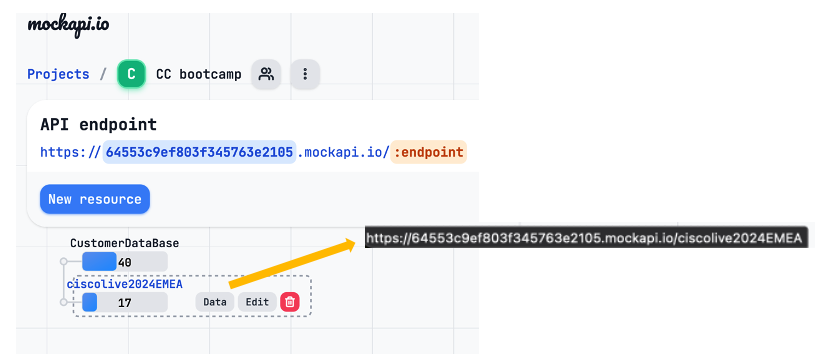 mockapi.io
Projects / C CC bootcamp
API endpoint
https://64553c9ef803f345763e2105.mockapi.io/:endpoint
New resource
https://64553c9ef803f345763e2105.mockapi.io/ciscolive2024EMEA
CustomerDataBase
40
ciscolive2024EMEA
17 Data Edit